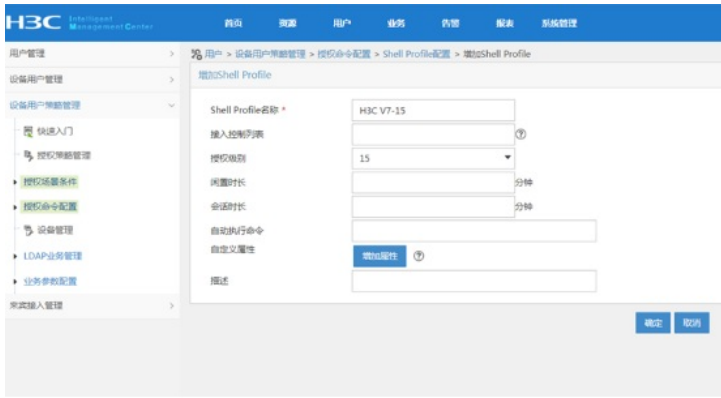 H3C Intelligent Management Center
首页 资源 用户 业务 告警 报表 系统管理
用户管理
设备用户管理
设备用户策略管理
快速入门
授权策略管理
授权场景条件
授权命令配置
设备管理
LDAP业务管理
业务参数配置
来宾接入管理
用户 > 设备用户策略管理 > 授权命令配置 > Shell Profile配置 > 增加Shell Profile
增加Shell Profile
Shell Profile名称 * H3C V7-15
接入控制列表
授权级别 15
闲置时长 分钟
会话时长 分钟
自动执行命令
自定义属性 增加属性
描述
确定 取消